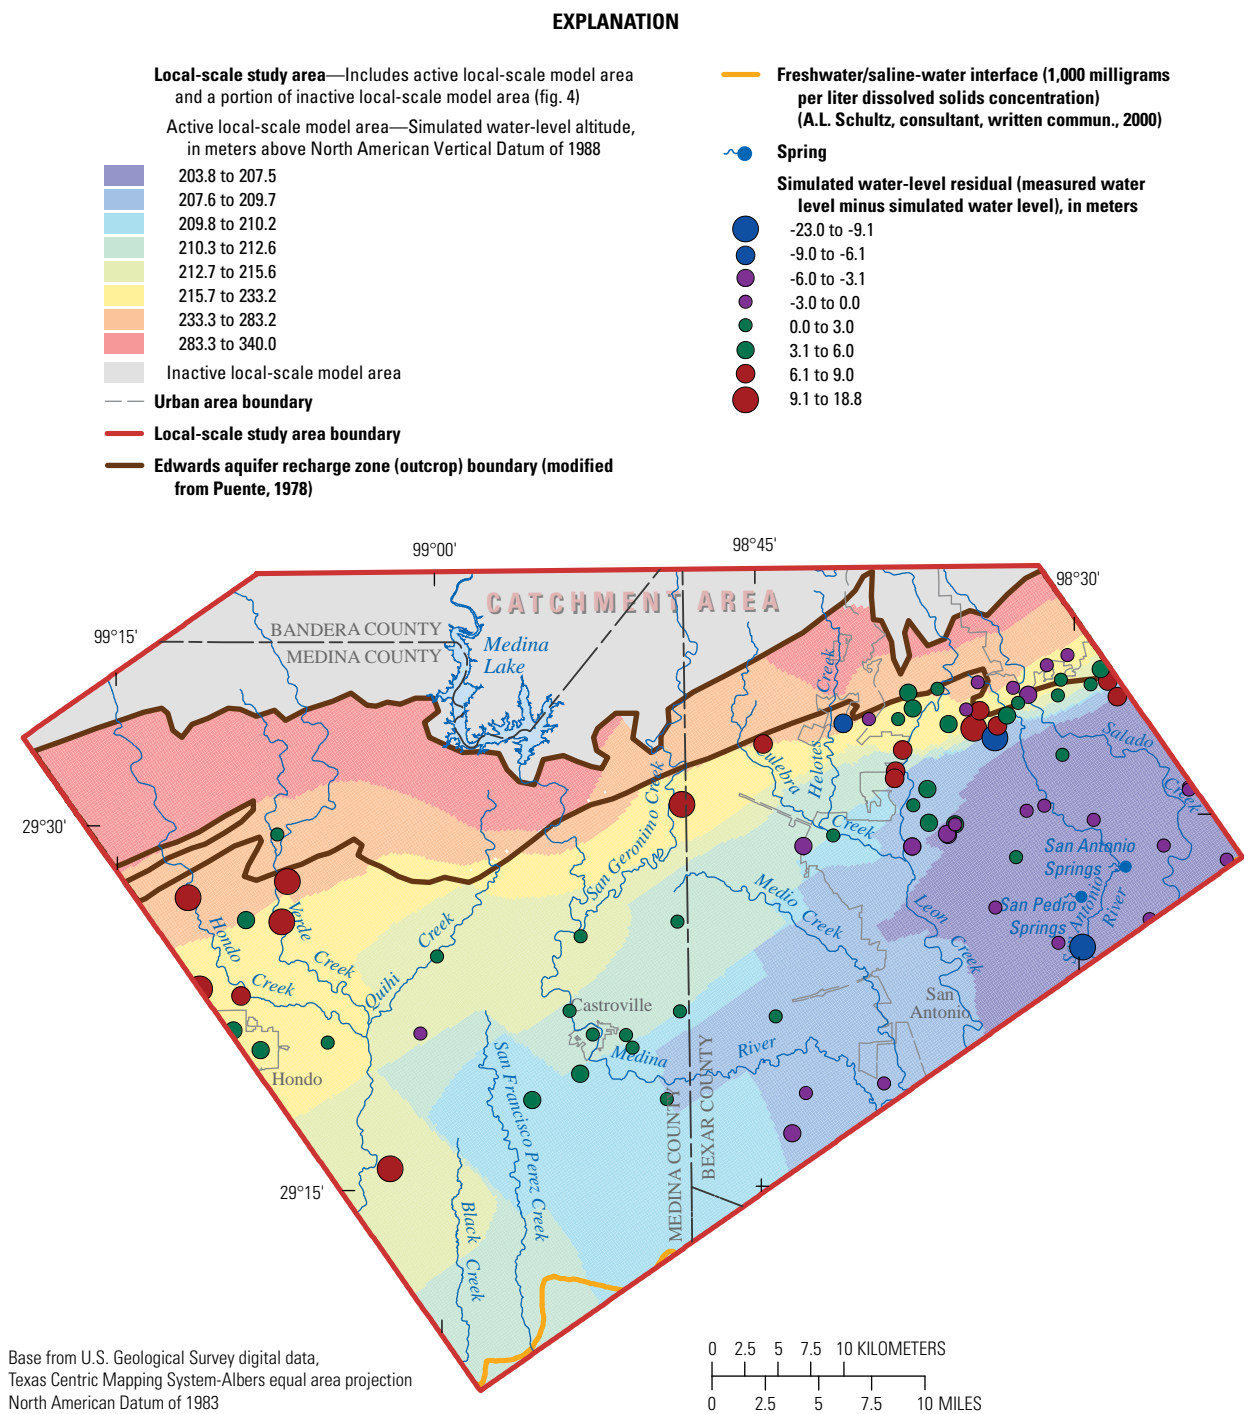 EXPLANATION
Local-scale study area—Includes active local-scale model area
and a portion of inactive local-scale model area (fig. 4)
Active local-scale model area—Simulated water-level altitude,
in meters above North American Vertical Datum of 1988
203.8 to 207.5
207.6 to 209.7
209.8 to 210.2
210.3 to 212.6
212.7 to 215.6
215.7 to 233.2
233.3 to 283.2
283.3 to 340.0
Inactive local-scale model area
Urban area boundary
Local-scale study area boundary
Edwards aquifer recharge zone (outcrop) boundary (modified
from Puente, 1978)
Freshwater/saline-water interface (1,000 milligrams
per liter dissolved solids concentration)
(A.L. Schultz, consultant, written commun., 2000)
Spring
Simulated water-level residual (measured water
level minus simulated water level), in meters
-23.0 to -9.1
-9.0 to -6.1
-6.0 to -3.1
-3.0 to 0.0
0.0 to 3.0
3.1 to 6.0
6.1 to 9.0
9.1 to 18.8
99°00'
98°45'
98°30'
99°15'
CATCHMENT AREA
BANDERA COUNTY
MEDINA COUNTY
Medina
Lake
Creek
Helotes
Culebra
Creek
Salado
Creek
29°30'
San Geronimo Creek
San Antonio
Springs
San Pedro
Springs
San Antonio
River
Medio
Creek
Leon
Creek
Verde
Creek
Hondo
Creek
Quihi
Creek
San
Antonio
Castroville
Medina
River
Hondo
San Francisco Perez Creek
MEDINA COUNTY
BEXAR COUNTY
29°15'
Black
Creek
Base from U.S. Geological Survey digital data,
Texas Centric Mapping System-Albers equal area projection
North American Datum of 1983
0 2.5 5 7.5 10 KILOMETERS
0 2.5 5 7.5 10 MILES